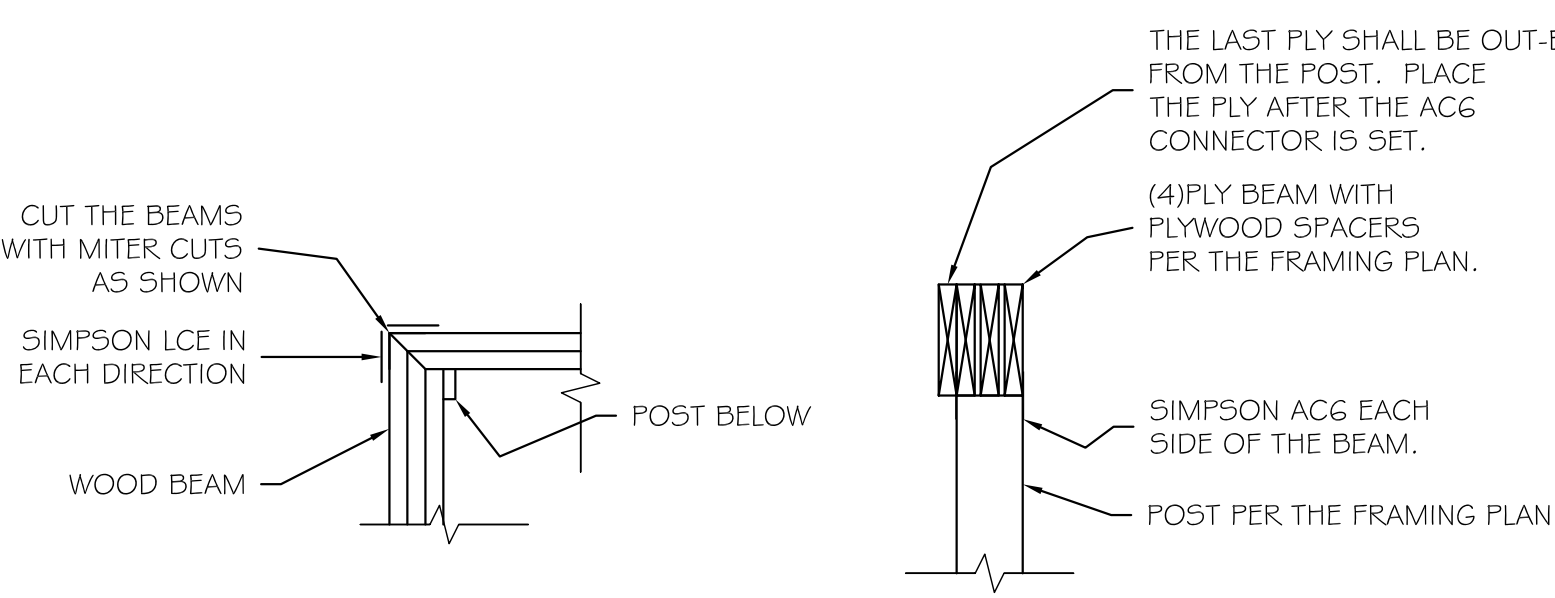 CUT THE BEAMS
WITH MITER CUTS
AS SHOWN
SIMPSON LCE IN
EACH DIRECTION
WOOD BEAM
POST BELOW
THE LAST PLY SHALL BE
FROM THE POST. PLACE
THE PLY AFTER THE AC6
CONNECTOR IS SET.
(4)PLY BEAM WITH
PLYWOOD SPACERS
PER THE FRAMING PLAN.
SIMPSON AC6 EACH
SIDE OF THE BEAM.
POST PER THE FRAMING PLAN